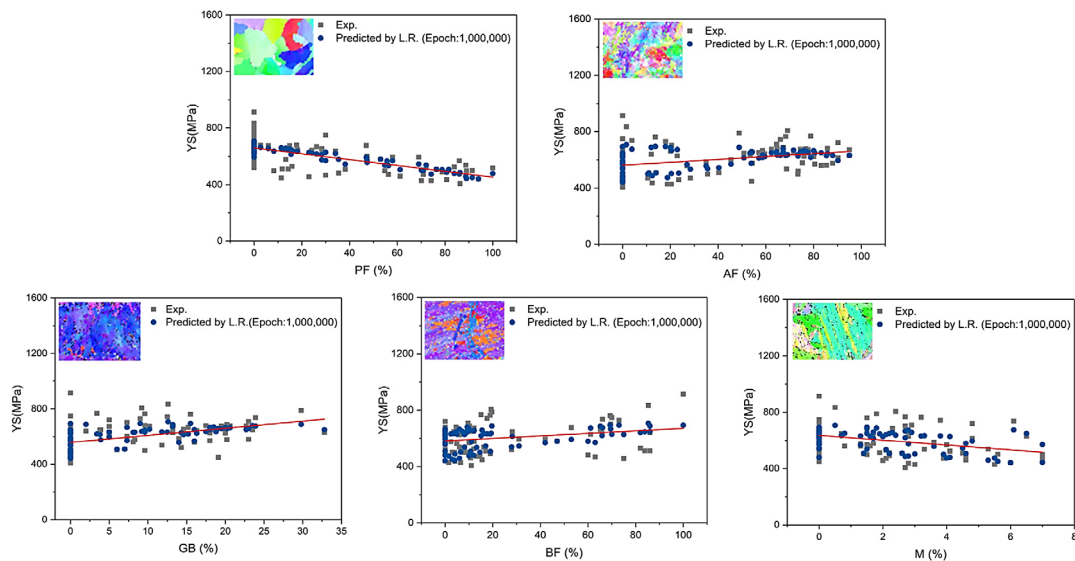 1600
1200
800
400
0
YS(MPa)
Exp.
Predicted by L.R. (Epoch:1,000,000)
0 20 40 60 80 100
PF (%)
1600
1200
800
400
0
YS(MPa)
Exp.
Predicted by L.R. (Epoch:1,000,000)
0 20 40 60 80 100
AF (%)
1600
1200
800
400
0
YS(MPa)
Exp.
Predicted by L.R.(Epoch:1,000,000)
0 5 10 15 20 25 30 35
GB (%)
1600
1200
800
400
0
YS(MPa)
Exp.
Predicted by L.R.(Epoch:1,000,000)
0 20 40 60 80 100
BF (%)
1600
1200
800
400
0
YS(MPa)
Exp.
Predicted by L.R. (Epoch:1,000,000)
0 2 4 6 8
M (%)